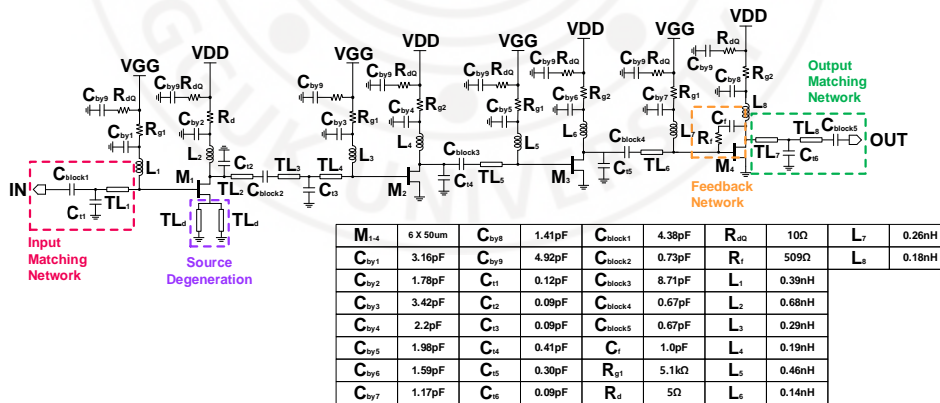 VDD
VGG VDD VGG VDD VGG VDD VGG
Cby9 RdQ Cby9 RdQ Cby9 RdQ Cby9 RdQ Cby9 RdQ Cby9 RdQ Cby9 RdQ Cby9 RdQ
Cby1 Rg1 Cby2 Rd Cby3 Rg1 Cby4 Rg2 Cby5 Rg1 Cby6 Rg2 Cby7 Rg1 Cby8 Rg2
L1 L2 L3 L4 L5 L6 L7 L8
Output
Matching
Network
IN Cblock1 Ct1 TL1 M1 Ct2 TL2 Cblock2 TL3 Ct3 TL4 M2 Cblock3 Ct4 TL5 M3 Cblock4 Ct5 TL6 Rf Cf M4 TL7 TL8 Ct6 Cblock5 OUT
TLd TLd
Input
Matching
Network
Source
Degeneration
Feedback
Network
M1-4 6 X 50um Cby8 1.41pF Cblock1 4.38pF RdQ 10Ω L7 0.26nH
Cby1 3.16pF Cby9 4.92pF Cblock2 0.73pF Rf 509Ω L8 0.18nH
Cby2 1.78pF Ct1 0.12pF Cblock3 8.71pF L1 0.39nH
Cby3 3.42pF Ct2 0.09pF Cblock4 0.67pF L2 0.68nH
Cby4 2.2pF Ct3 0.09pF Cblock5 0.67pF L3 0.29nH
Cby5 1.98pF Ct4 0.41pF Cf 1.0pF L4 0.19nH
Cby6 1.59pF Ct5 0.30pF Rg1 5.1kΩ L5 0.46nH
Cby7 1.17pF Ct6 0.09pF Rd 5Ω L6 0.14nH